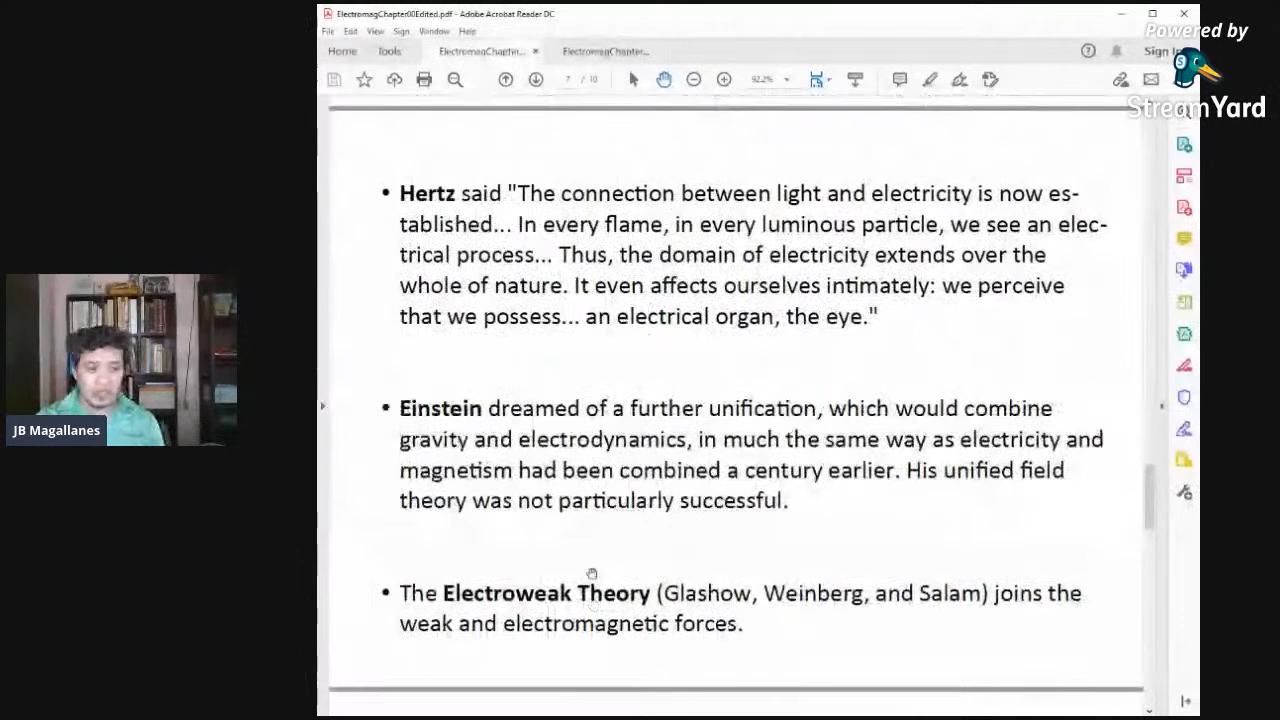 ElectromagChapter00Edited.pdf - Adobe Acrobat Reader DC
File Edit View Sign Window Help
Home Tools ElectromagChaptin... × ElectromagChanter... Sign In
7 / 10 92.2%
Powered by
StreamYard
• Hertz said "The connection between light and electricity is now es-
tablished... In every flame, in every luminous particle, we see an elec-
trical process... Thus, the domain of electricity extends over the
whole of nature. It even affects ourselves intimately: we perceive
that we possess... an electrical organ, the eye."
• Einstein dreamed of a further unification, which would combine
gravity and electrodynamics, in much the same way as electricity and
magnetism had been combined a century earlier. His unified field
theory was not particularly successful.
• The Electroweak Theory (Glashow, Weinberg, and Salam) joins the
weak and electromagnetic forces.
JB Magallanes